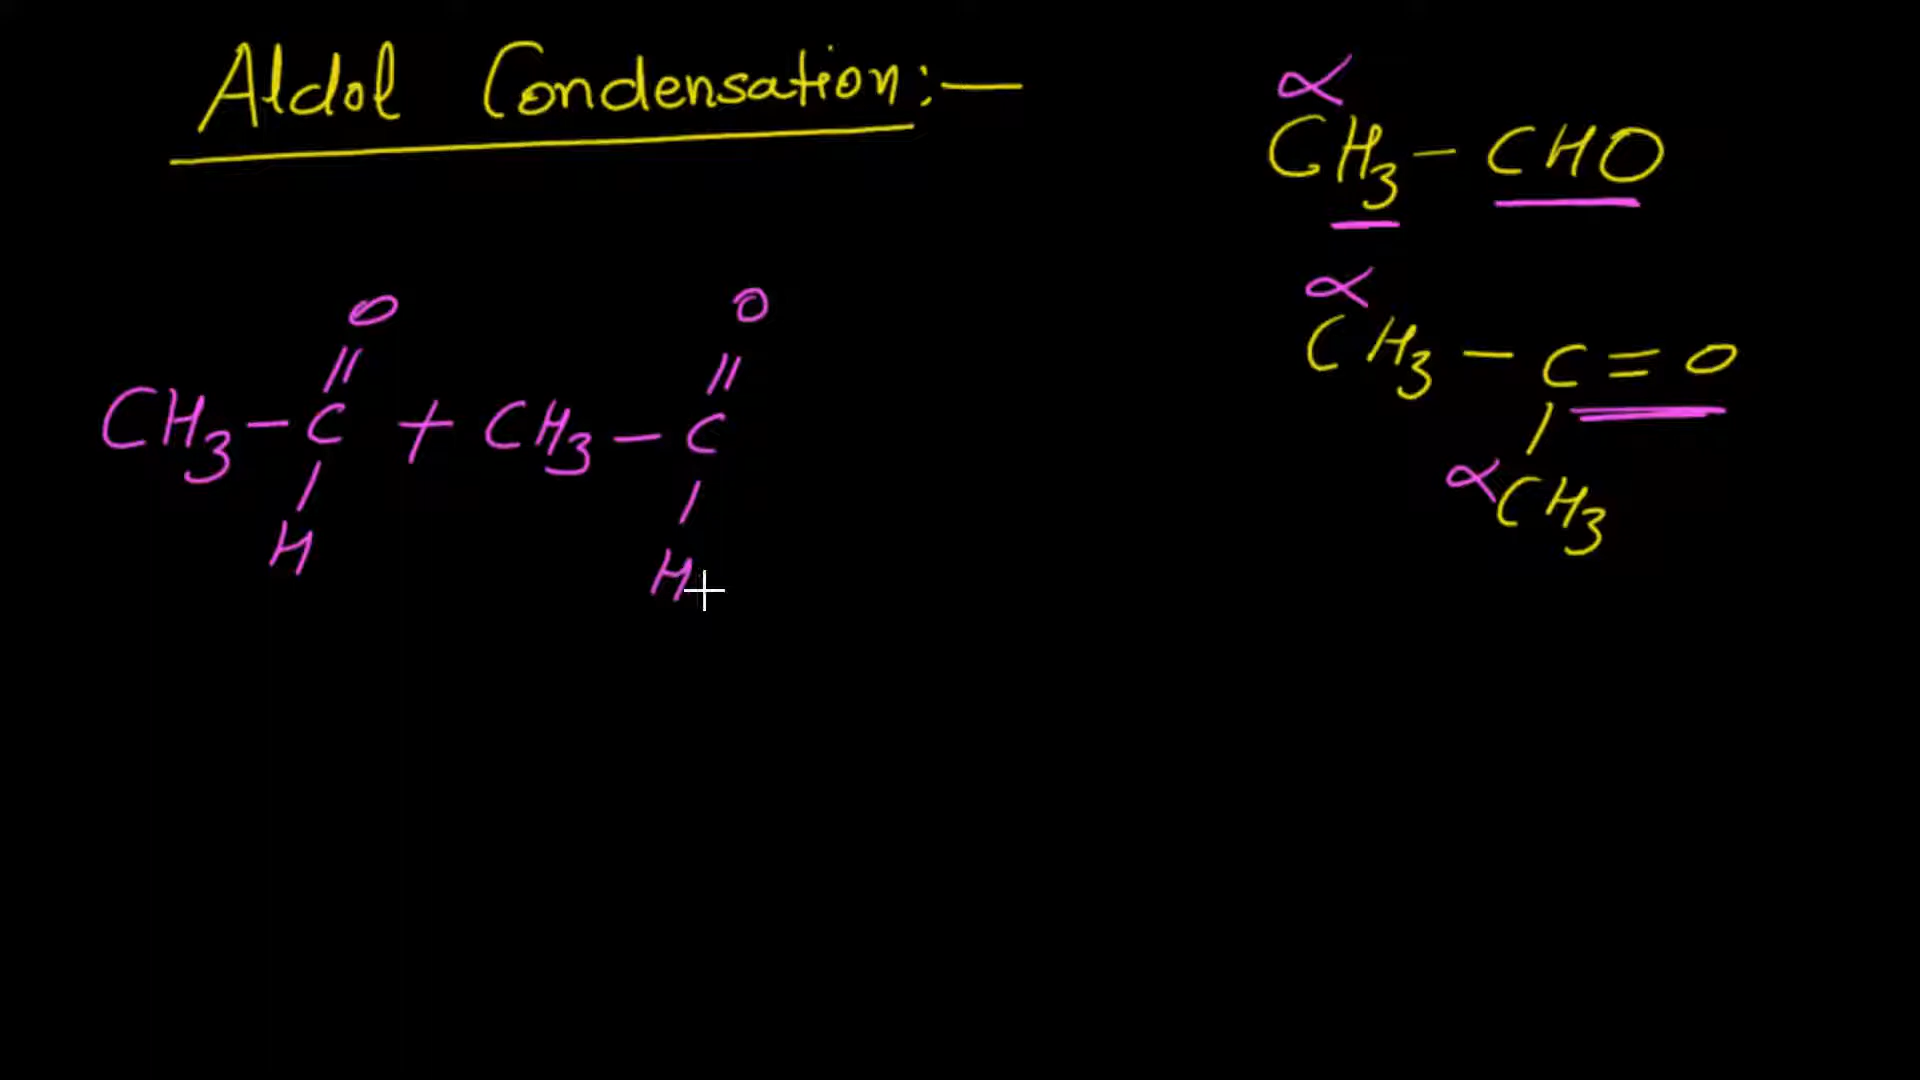 Aldol Condensation:—
α
CH₃ – CHO
α
CH₃ – C = O
|
αCH₃
O O
|| ||
CH₃ – C + CH₃ – C
| |
H H